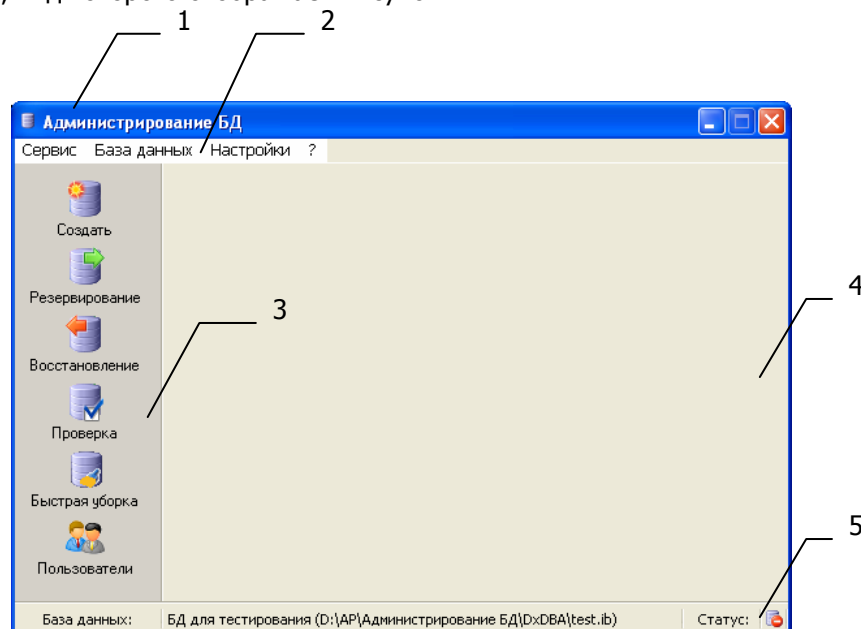 1
2
Администрирование БД
Сервис База данных Настройки ?
Создать
Резервирование
3
4
Восстановление
Проверка
Быстрая уборка
5
Пользователи
База данных: БД для тестирования (D:\AP\Администрирование БД\DxDBA\test.ib) Статус: